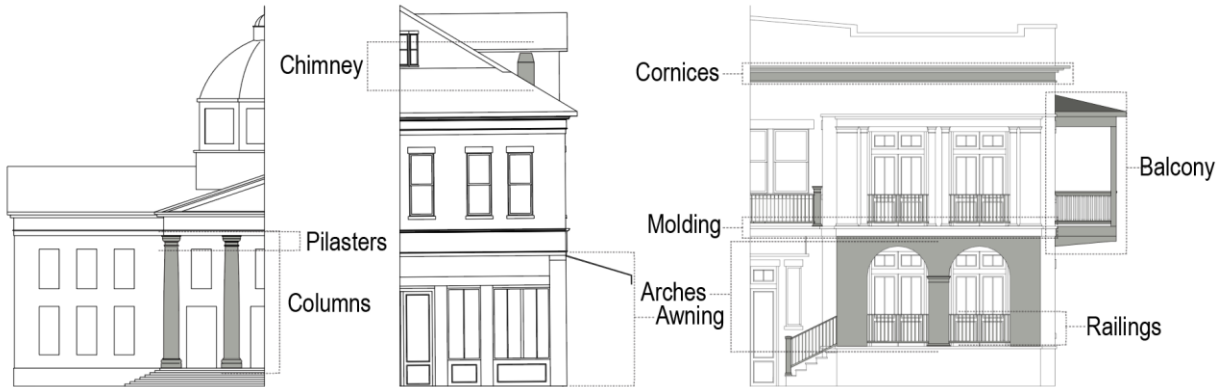 Chimney
Pilasters
Columns
Cornices
Balcony
Molding
Arches
Awning
Railings